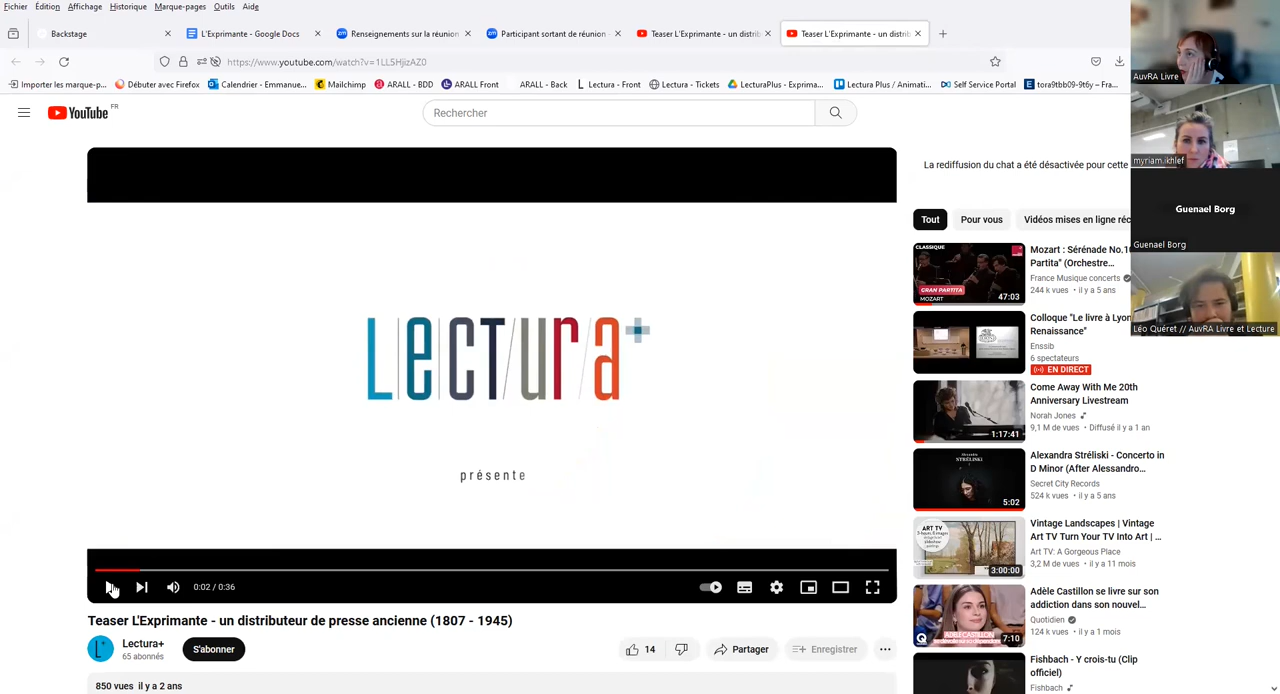 Fichier Édition Affichage Historique Marque-pages Outils Aide
Backstage
L'Exprimante - Google Docs
Renseignements sur la réunion
Participant sortant de réunion -
Teaser L'Exprimante - un distrib
Teaser L'Exprimante - un distrib
https://www.youtube.com/watch?v=1LLSHjizAZ0
Importer les marque-p...
Débuter avec Firefox
Calendrier - Emmanue...
Mailchimp
ARALL - BDD
ARALL Front
ARALL - Back
Lectura - Front
Lectura - Tickets
LecturaPlus - Exprima...
Lectura Plus / Animati...
Self Service Portal
tora9tbb09-9t6y – Fra...
YouTube FR
Rechercher
LECTURA+
présente
0:02 / 0:36
Teaser L'Exprimante - un distributeur de presse ancienne (1807 - 1945)
Lectura+
65 abonnés
S'abonner
14
Partager
Enregistrer
850 vues il y a 2 ans
La rediffusion du chat a été désactivée pour cette
Tout
Pour vous
Vidéos mises en ligne réc
CLASSIQUE
GRAN PARTITA
MOZART
47:03
Mozart : Sérénade No.10
Partita" (Orchestre...
France Musique concerts
244 k vues • il y a 5 ans
Colloque "Le livre à Lyon
Renaissance"
Enssib
6 spectateurs
EN DIRECT
Come Away With Me 20th
Anniversary Livestream
Norah Jones
9,1 M de vues • Diffusé il y a 1 an
1:17:41
Alexandra Stréliski - Concerto in
D Minor (After Alessandro...
Secret City Records
524 k vues • il y a 5 ans
5:02
ART TV
Vintage Landscapes | Vintage
Art TV Turn Your TV Into Art | ...
Art TV: A Gorgeous Place
3,2 M de vues • il y a 11 mois
3:00:00
Adèle Castillon se livre sur son
addiction dans son nouvel...
Quotidien
124 k vues • il y a 1 mois
7:10
Fishbach - Y crois-tu (Clip
officiel)
Fishbach
AuvRA Livre
myriam.ikhlef
Guenael Borg
Guenael Borg
Léo Quéret // AuvRA Livre et Lecture